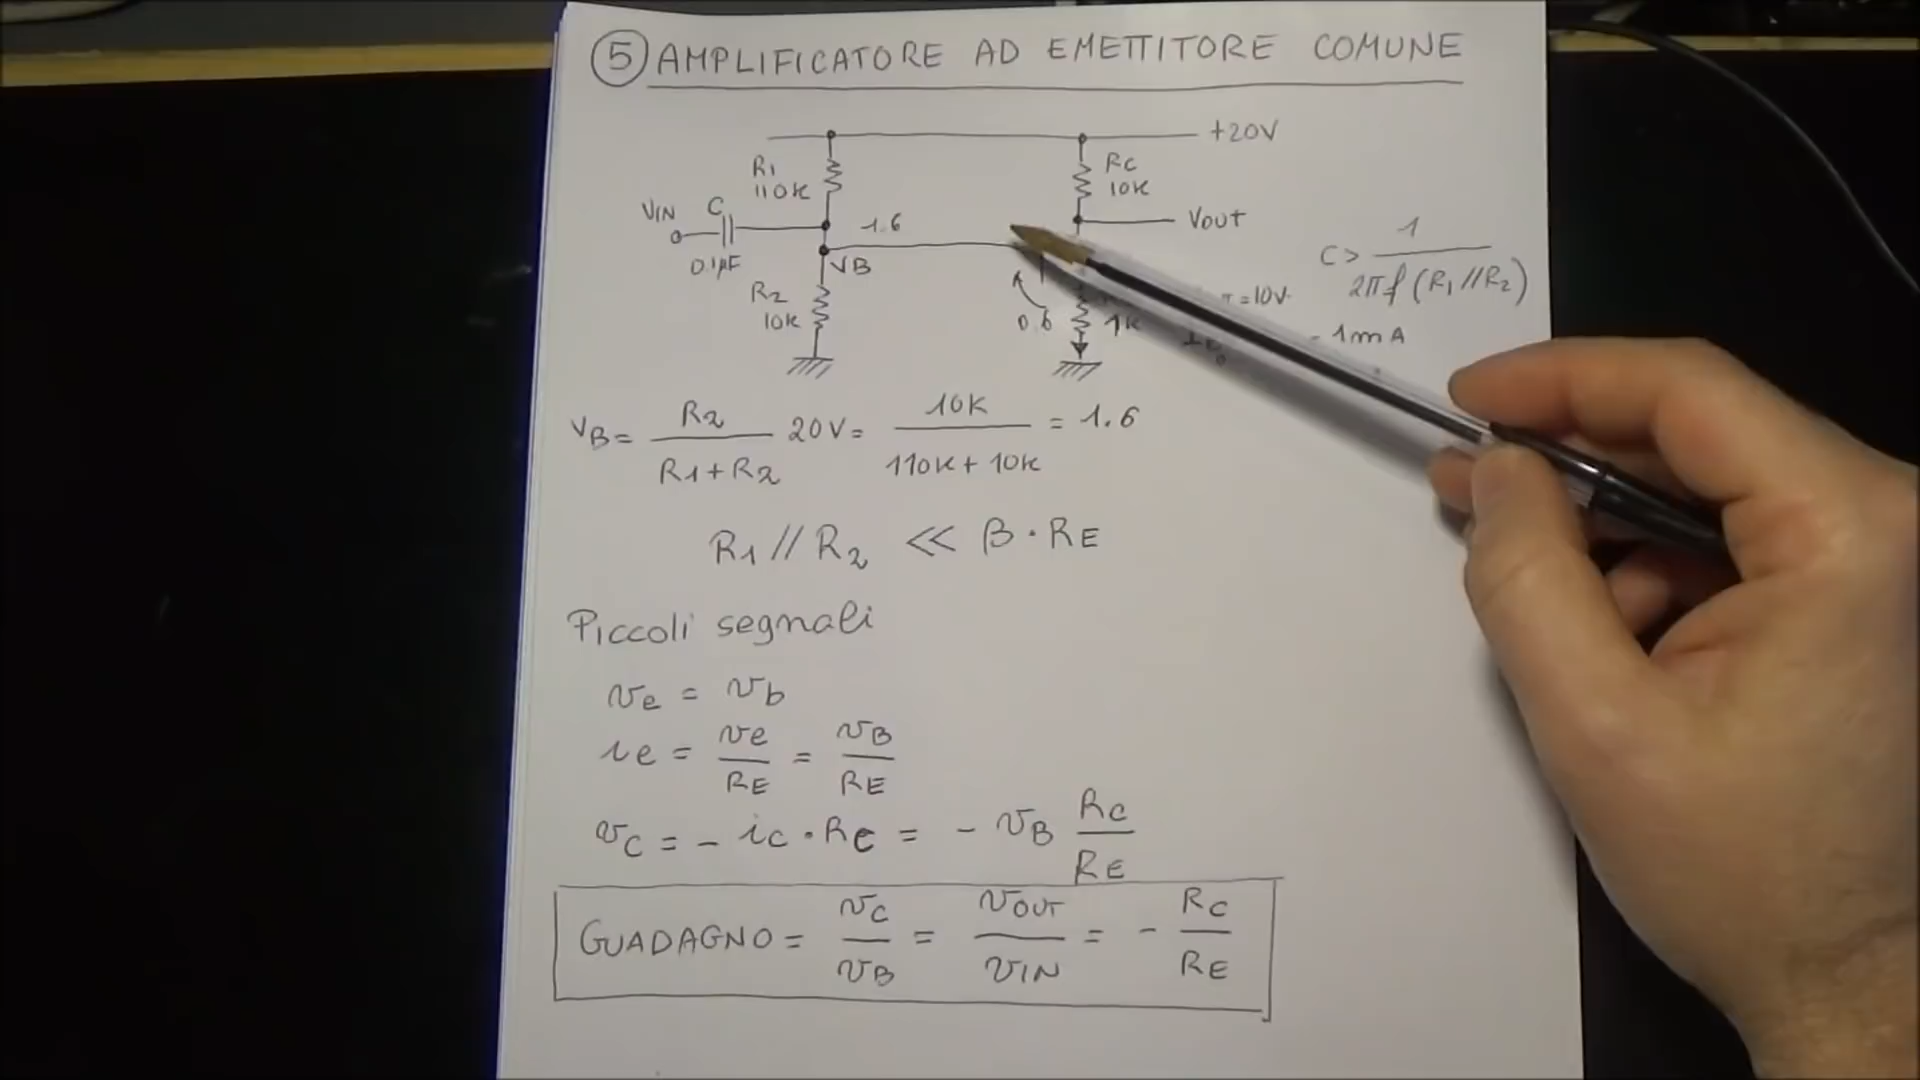 5 AMPLIFICATORE AD EMETTITORE COMUNE
+20V
R1
110K
RC
10K
VIN
C
0.1µF
1.6
VB
VOUT
R2
10K
0.6
1K
=10V
1mA
C> 1 / 2πf (R1//R2)
VB = R2 / R1+R2 20V = 10K / 110K + 10K = 1.6
R1 // R2 << β · RE
Piccoli segnali
ve = vb
ie = ve / RE = vB / RE
vc = - ic · Rc = - vB Rc / RE
GUADAGNO = vc / vB = vOUT / vIN = - Rc / RE